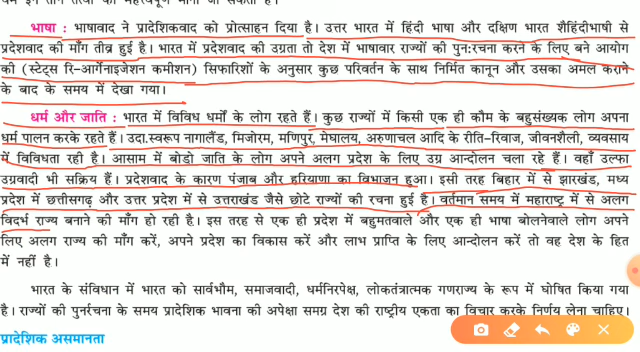 भाषा : भाषावाद ने प्रादेशिकवाद को प्रोत्साहन दिया है। उत्तर भारत में हिंदी भाषा और दक्षिण भारत शैहिंदीभाषी से
प्रदेशवाद की माँग तीव्र हुई है। भारत में प्रदेशवाद की उग्रता तो देश में भाषावार राज्यों की पुन:रचना करने के लिए बने आयोग
की (स्टेट्स रि-आर्गेनाइजेशन कमीशन) सिफारिशों के अनुसार कुछ परिवर्तन के साथ निर्मित कानून और उसका अमल कराने
के बाद के समय में देखा गया।
धर्म और जाति : भारत में विविध धर्मों के लोग रहते हैं। कुछ राज्यों में किसी एक ही कौम के बहुसंख्यक लोग अपना
धर्म पालन करके रहते हैं। उदा.स्वरूप नागालैंड, मिजोरम, मणिपुर, मेघालय, अरुणाचल आदि के रीति-रिवाज, जीवनशैली, व्यवसाय
में विविधता रही है। आसाम में बोडो जाति के लोग अपने अलग प्रदेश के लिए उग्र आन्दोलन चला रहे हैं। वहाँ उल्फा
उग्रवादी भी सक्रिय हैं। प्रदेशवाद के कारण पंजाब और हरियाणा का विभाजन हुआ। इसी तरह बिहार में से झारखंड, मध्य
प्रदेश में छत्तीसगढ़ और उत्तर प्रदेश में से उत्तराखंड जैसे छोटे राज्यों की रचना हुई है। वर्तमान समय में महाराष्ट्र में से अलग
विदर्भ राज्य बनाने की माँग हो रही है। इस तरह से एक ही प्रदेश में बहुमतवाले और एक ही भाषा बोलनेवाले लोग अपने
लिए अलग राज्य की माँग करें, अपने प्रदेश का विकास करें और लाभ प्राप्ति के लिए आन्दोलन करें तो वह देश के हित
में नहीं है।
भारत के संविधान में भारत को सार्वभौम, समाजवादी, धर्मनिरपेक्ष, लोकतंत्रात्मक गणराज्य के रूप में घोषित किया गया
है। राज्यों की पुनर्रचना के समय प्रादेशिक भावना की अपेक्षा समग्र देश की राष्ट्रीय एकता का विचार करके निर्णय लेना चाहिए।
प्रादेशिक असमानता